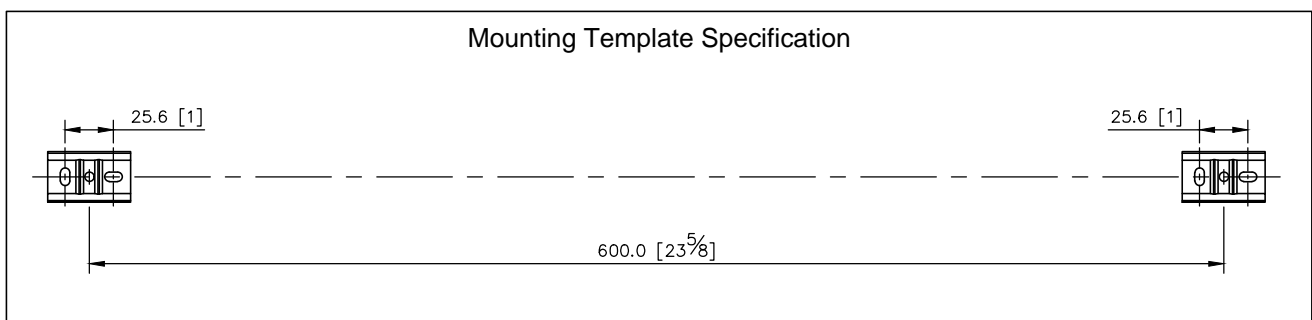 Mounting Template Specification
25.6 [1]
25.6 [1]
600.0 [23⅝]